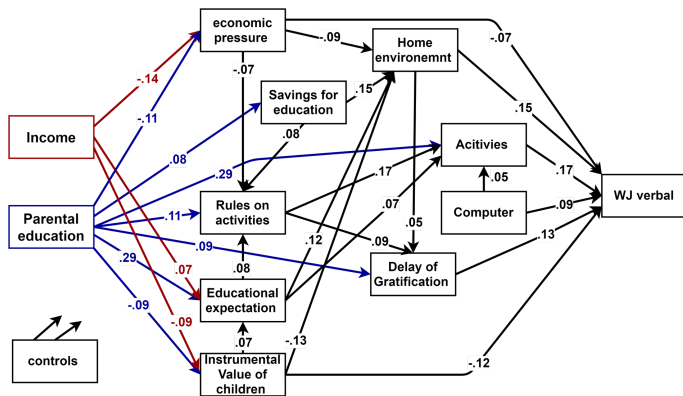 economic
pressure
-.07
-.09
Home
environemnt
-.14
-.07
Savings for
education
.15
-.11
.15
Income
.08
Acitivies
.08
.29
.17
.17
.05
WJ verbal
Parental
education
.11
Rules on
activities
.07
Computer
.09
.05
.12
.09
.09
.13
.29
.07
.08
Delay of
Gratification
Educational
expectation
-.09
-.09
.07
-.13
controls
Instrumental
Value of
children
-.12